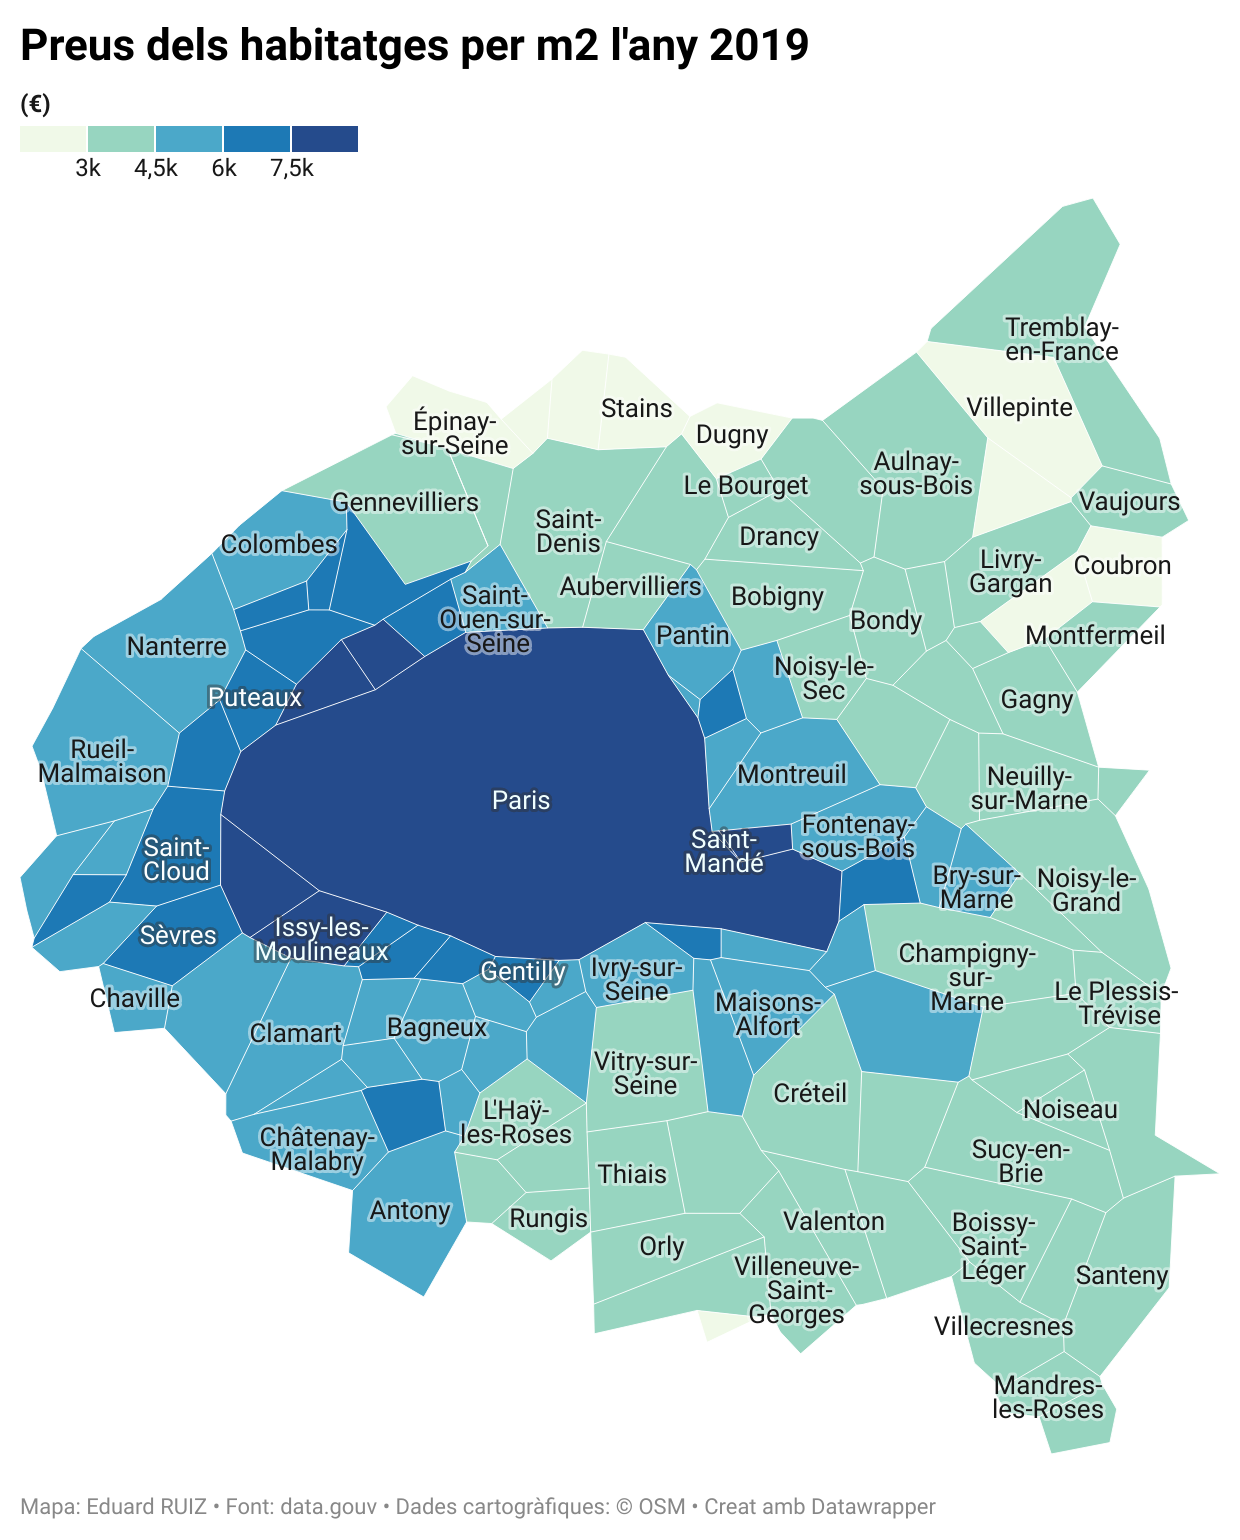 Preus dels habitatges per m2 l'any 2019
(€)
3k 4,5k 6k 7,5k
Tremblay-
en-France
Villepinte
Stains
Épinay-
sur-Seine
Dugny
Aulnay-
sous-Bois
Le Bourget
Vaujours
Gennevilliers
Saint-
Denis
Drancy
Colombes
Livry-
Gargan
Coubron
Aubervilliers
Bobigny
Saint-
Ouen-sur-
Seine
Bondy
Pantin
Montfermeil
Nanterre
Noisy-le-
Sec
Puteaux
Gagny
Rueil-
Malmaison
Montreuil
Neuilly-
sur-Marne
Paris
Saint-
Mandé
Fontenay-
sous-Bois
Saint-
Cloud
Bry-sur-
Marne
Noisy-le-
Grand
Sèvres
Issy-les-
Moulineaux
Gentilly
Ivry-sur-
Seine
Champigny-
sur-
Marne
Chaville
Le Plessis-
Trévise
Maisons-
Alfort
Clamart
Bagneux
Vitry-sur-
Seine
Créteil
L'Haÿ-
les-Roses
Noiseau
Châtenay-
Malabry
Sucy-en-
Brie
Thiais
Antony
Rungis
Valenton
Boissy-
Saint-
Léger
Orly
Villeneuve-
Saint-
Georges
Santeny
Villecresnes
Mandres-
les-Roses
Mapa: Eduard RUIZ • Font: data.gouv • Dades cartogràfiques: © OSM • Creat amb Datawrapper